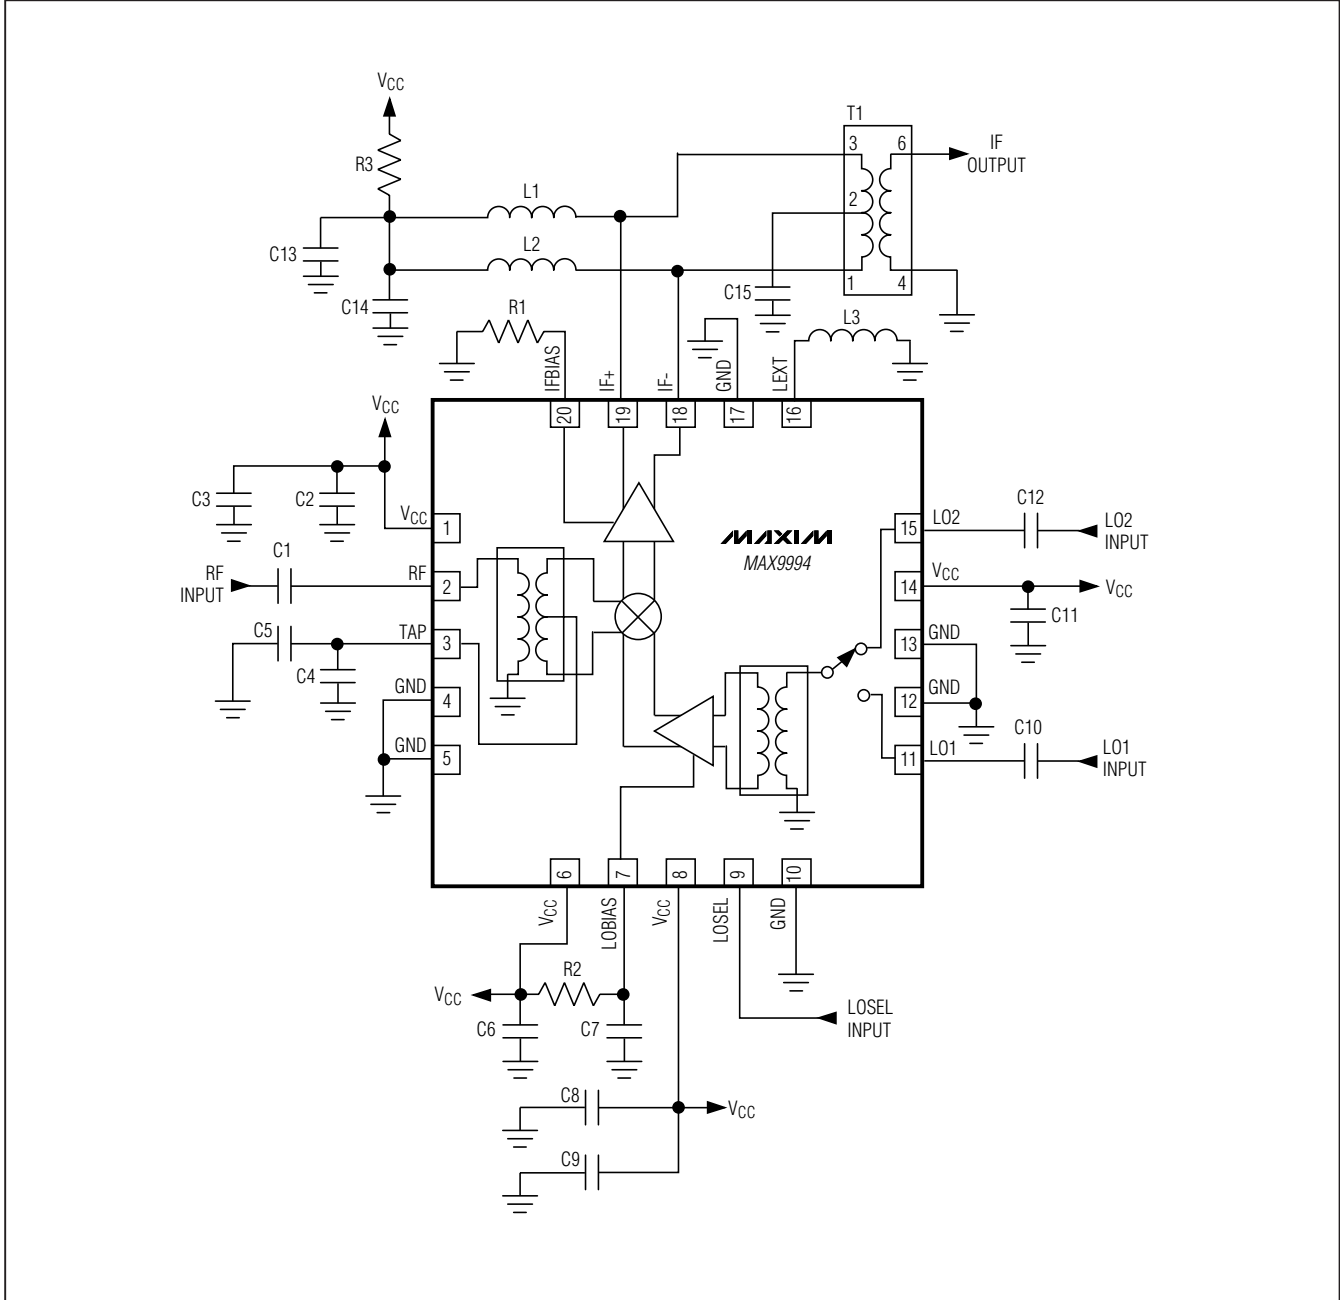 VCC
T1
R3
3
6
IF
OUTPUT
L1
2
C13
L2
1
4
C15
C14
R1
L3
IFBIAS
IF+
IF-
GND
LEXT
VCC
20
19
18
17
16
C3
C2
VCC
1
MAXIM
MAX9994
15
LO2
C12
LO2
INPUT
C1
RF
INPUT
RF
2
14
VCC
VCC
C11
C5
TAP
3
13
GND
C4
GND
4
12
GND
C10
GND
5
11
LO1
LO1
INPUT
6
7
8
9
10
VCC
LOBIAS
VCC
LOSEL
GND
VCC
R2
LOSEL
INPUT
C6
C7
C8
VCC
C9